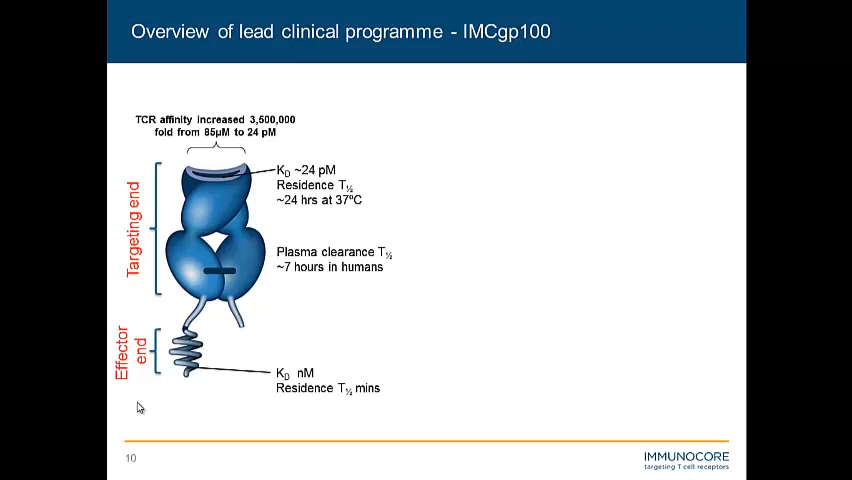 Overview of lead clinical programme - IMCgp100
TCR affinity increased 3,500,000
fold from 85µM to 24 pM
Targeting end
K_D ~24 pM
Residence T½
~24 hrs at 37ºC
Plasma clearance T½
~7 hours in humans
Effector
end
K_D nM
Residence T½ mins
10
IMMUNOCORE
targeting T cell receptors